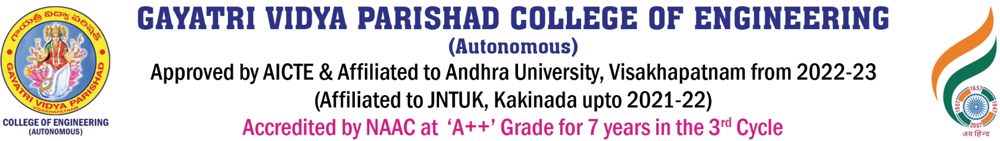 గాయత్రీ విద్యా పరిషత్
GAYATRI VIDYA PARISHAD
VISAKHAPATNAM
COLLEGE OF ENGINEERING
(AUTONOMOUS)
GAYATRI VIDYA PARISHAD COLLEGE OF ENGINEERING
(Autonomous)
Approved by AICTE & Affiliated to Andhra University, Visakhapatnam from 2022-23
(Affiliated to JNTUK, Kakinada upto 2021-22)
Accredited by NAAC at ‘A++’ Grade for 7 years in the 3rd Cycle
1857
1907
1947
2007
जय हिन्द